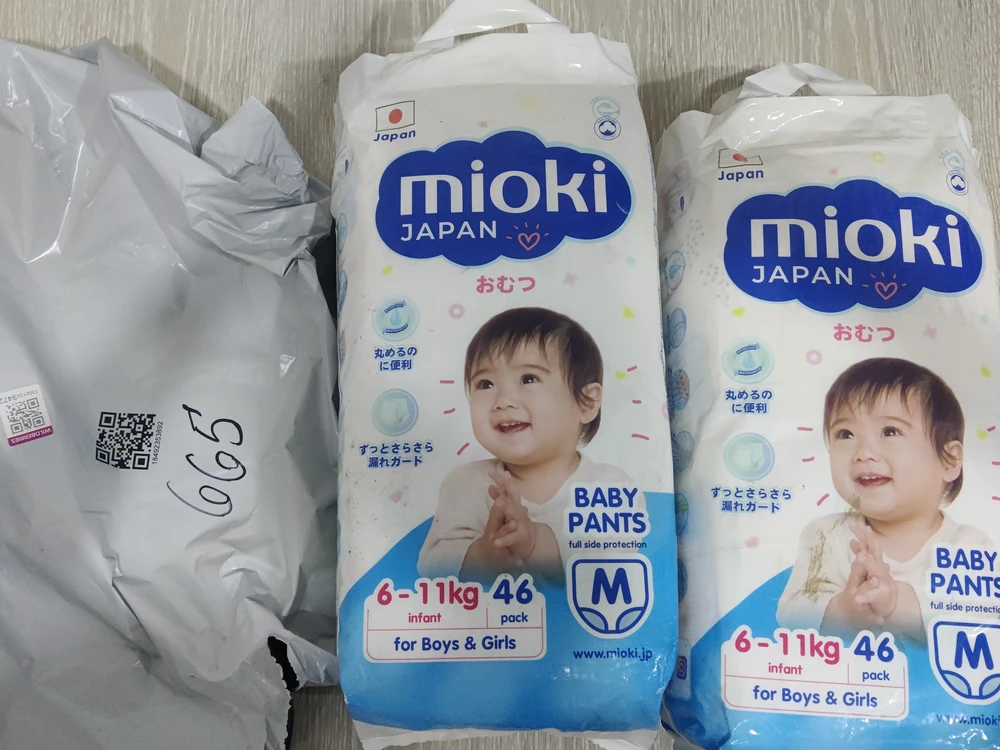 WILDBERRIES
18492353892
665
Japan
mioki
JAPAN
おむつ
丸めるの
に便利
ずっとさらさら
漏れガード
BABY
PANTS
full side protection
M
6-11kg
infant
46
pack
for Boys & Girls
www.mioki.jp
Japan
mioki
JAPAN
おむつ
丸めるの
に便利
ずっとさらさら
漏れガード
BABY
PANTS
full side protectio
M
6-11kg
infant
46
pack
for Boys & Girls
www.mioki